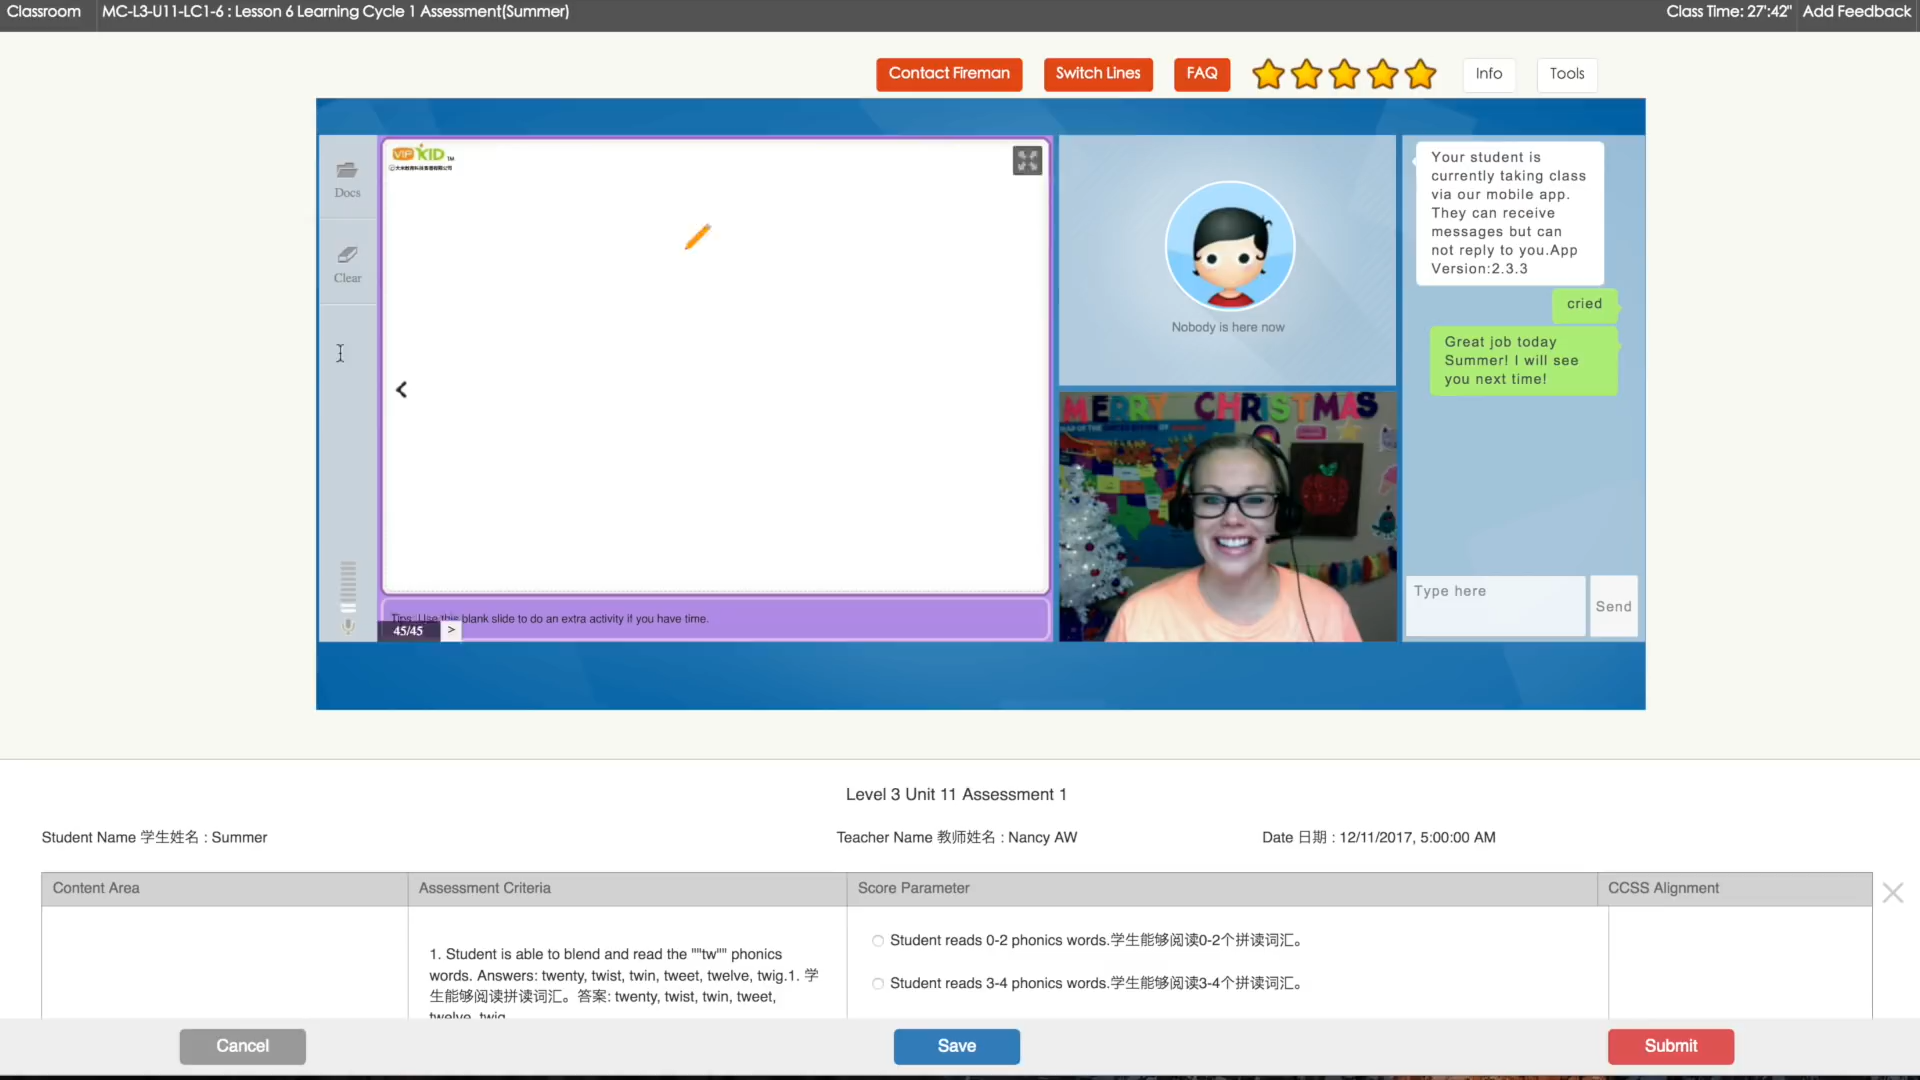 Classroom
MC-L3-U11-LC1-6 : Lesson 6 Learning Cycle 1 Assessment(Summer)
Class Time: 27':42"
Add Feedback
Contact Fireman
Switch Lines
FAQ
Info
Tools
Docs
Clear
VIPKID TM
Nobody is here now
Your student is
currently taking class
via our mobile app.
They can receive
messages but can
not reply to you.App
Version:2.3.3
cried
Great job today
Summer! I will see
you next time!
MERRY CHRISTMAS
Type here
Send
Tips: Use this blank slide to do an extra activity if you have time.
45/45
>
Level 3 Unit 11 Assessment 1
Student Name 学生姓名 : Summer
Teacher Name 教师姓名 : Nancy AW
Date 日期 : 12/11/2017, 5:00:00 AM
Content Area
Assessment Criteria
Score Parameter
CCSS Alignment
1. Student is able to blend and read the ""tw"" phonics
words. Answers: twenty, twist, twin, tweet, twelve, twig.1. 学
生能够阅读拼读词汇。答案: twenty, twist, twin, tweet,
twelve, twig
Student reads 0-2 phonics words.学生能够阅读0-2个拼读词汇。
Student reads 3-4 phonics words.学生能够阅读3-4个拼读词汇。
Cancel
Save
Submit